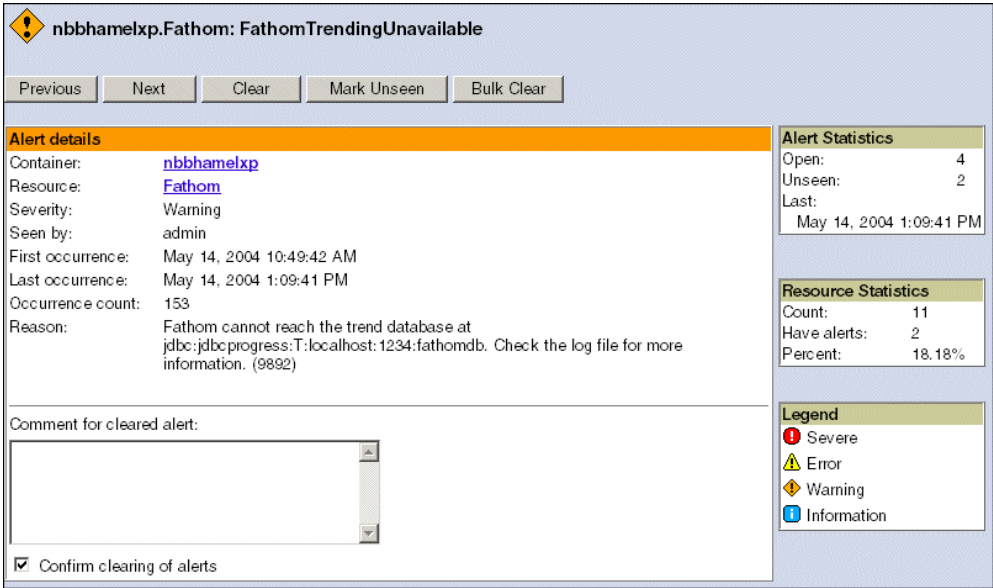 nbbhamelxp.Fathom: FathomTrendingUnavailable
Previous Next Clear Mark Unseen Bulk Clear
Alert details
Container: nbbhamelxp
Resource: Fathom
Severity: Warning
Seen by: admin
First occurrence: May 14, 2004 10:49:42 AM
Last occurrence: May 14, 2004 1:09:41 PM
Occurrence count: 153
Reason: Fathom cannot reach the trend database at
jdbc:jdbcprogress:T:localhost:1234:fathomdb. Check the log file for more
information. (9892)
Comment for cleared alert:
Confirm clearing of alerts
Alert Statistics
Open: 4
Unseen: 2
Last:
May 14, 2004 1:09:41 PM
Resource Statistics
Count: 11
Have alerts: 2
Percent: 18.18%
Legend
Severe
Error
Warning
Information